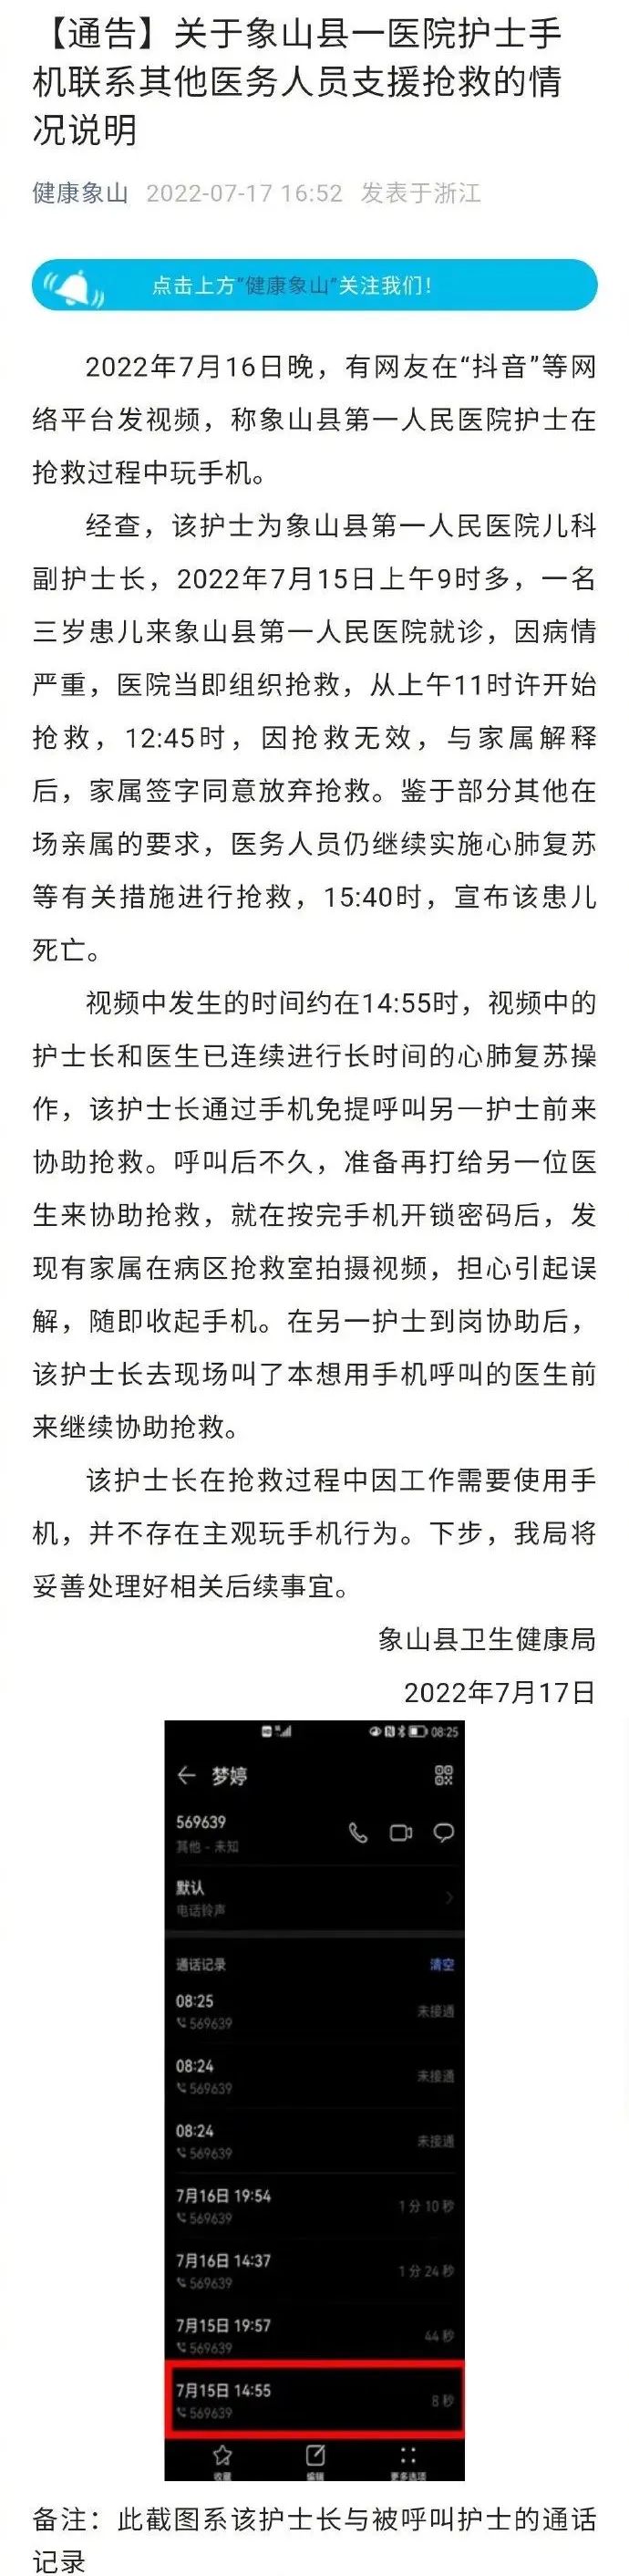 【通告】关于象山县一医院护士手
机联系其他医务人员支援抢救的情
况说明
健康象山 2022-07-17 16:52 发表于浙江
点击上方“健康象山”关注我们！
2022年7月16日晚，有网友在“抖音”等网
络平台发视频，称象山县第一人民医院护士在
抢救过程中玩手机。
经查，该护士为象山县第一人民医院儿科
副护士长，2022年7月15日上午9时多，一名
三岁患儿来象山县第一人民医院就诊，因病情
严重，医院当即组织抢救，从上午11时许开始
抢救，12:45时，因抢救无效，与家属解释
后，家属签字同意放弃抢救。鉴于部分其他在
场亲属的要求，医务人员仍继续实施心肺复苏
等有关措施进行抢救，15:40时，宣布该患儿
死亡。
视频中发生的时间约在14:55时，视频中的
护士长和医生已连续进行长时间的心肺复苏操
作，该护士长通过手机免提呼叫另一护士前来
协助抢救。呼叫后不久，准备再打给另一位医
生来协助抢救，就在按完手机开锁密码后，发
现有家属在病区抢救室拍摄视频，担心引起误
解，随即收起手机。在另一护士到岗协助后，
该护士长去现场叫了本想用手机呼叫的医生前
来继续协助抢救。
该护士长在抢救过程中因工作需要使用手
机，并不存在主观玩手机行为。下步，我局将
妥善处理好相关后续事宜。
象山县卫生健康局
2022年7月17日
08:25
梦婷
569639
其他 - 未知
默认
电话铃声
通话记录 清空
08:25
569639 未接通
08:24
569639 未接通
08:24
569639 未接通
7月16日 19:54
569639 1 分 10 秒
7月16日 14:37
569639 1 分 24 秒
7月15日 19:57
569639 44 秒
7月15日 14:55
569639 8 秒
收藏 编辑 更多选项
备注：此截图系该护士长与被呼叫护士的通话
记录